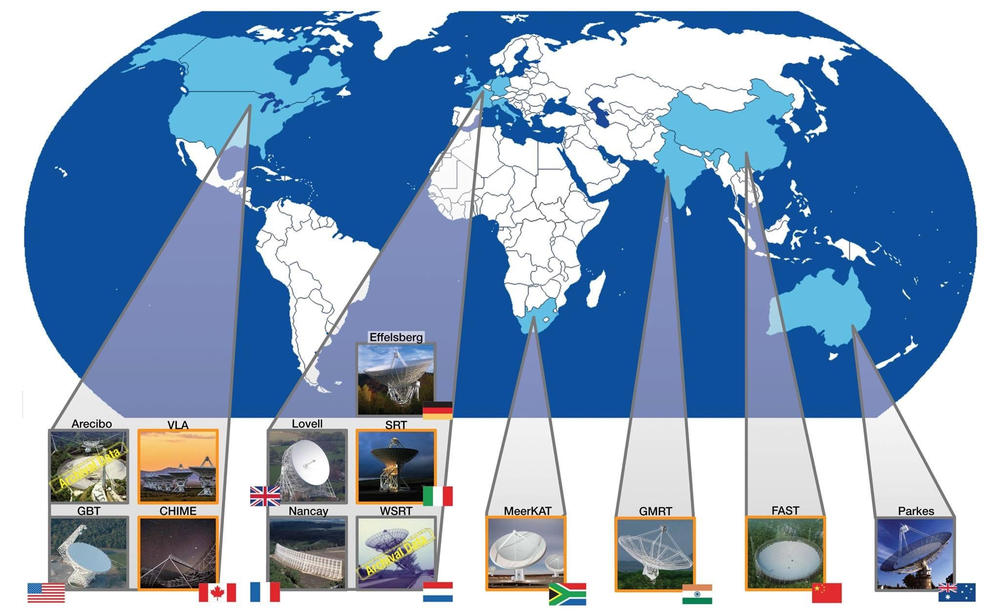 Effelsberg
Arecibo
VLA
Lovell
SRT
Archival Data
GBT
CHIME
Nancay
WSRT
MeerKAT
GMRT
FAST
Parkes
Archival Data